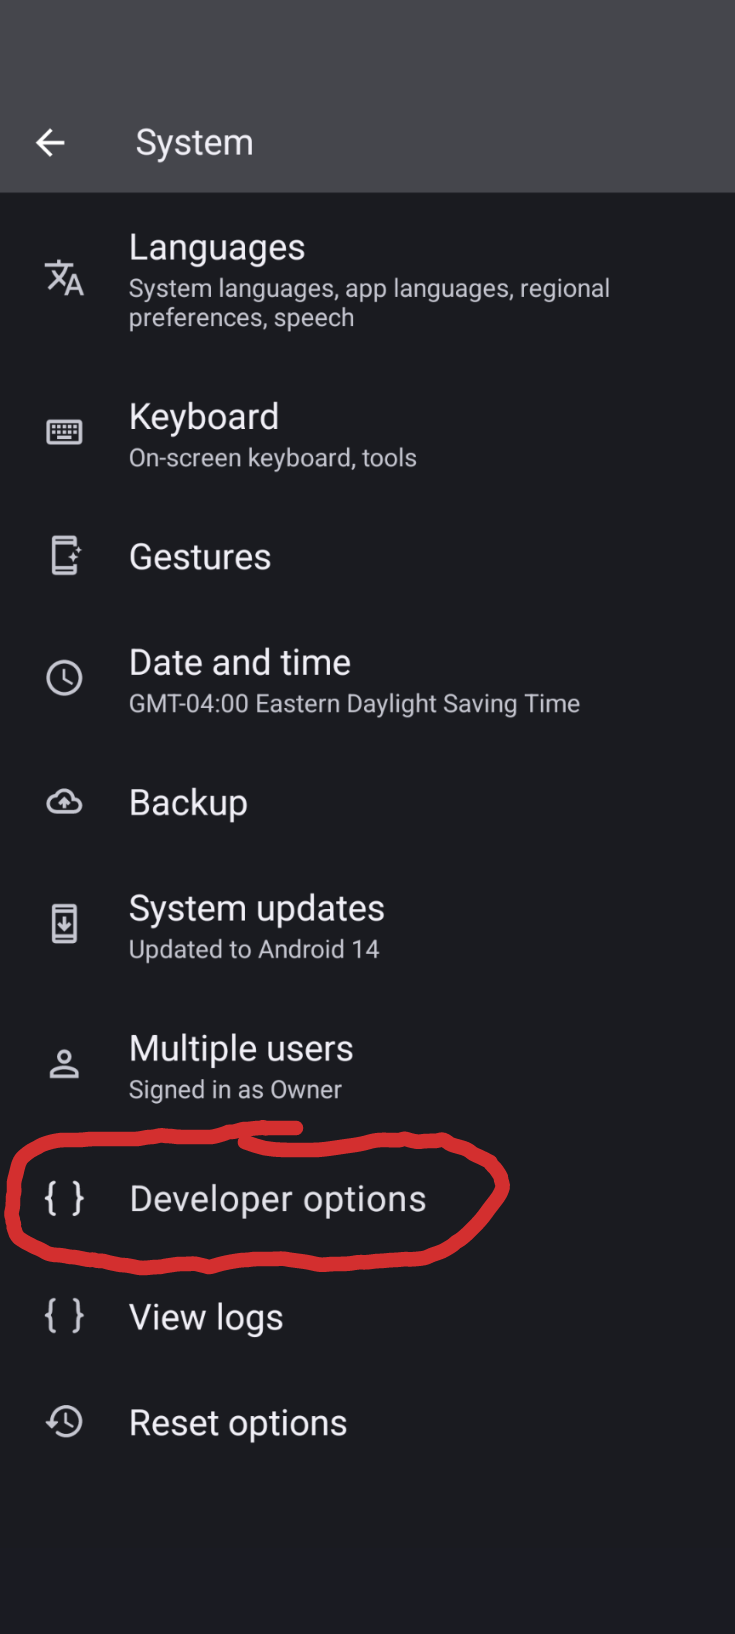 System
Languages
System languages, app languages, regional
preferences, speech
Keyboard
On-screen keyboard, tools
Gestures
Date and time
GMT-04:00 Eastern Daylight Saving Time
Backup
System updates
Updated to Android 14
Multiple users
Signed in as Owner
{ } Developer options
{ } View logs
Reset options